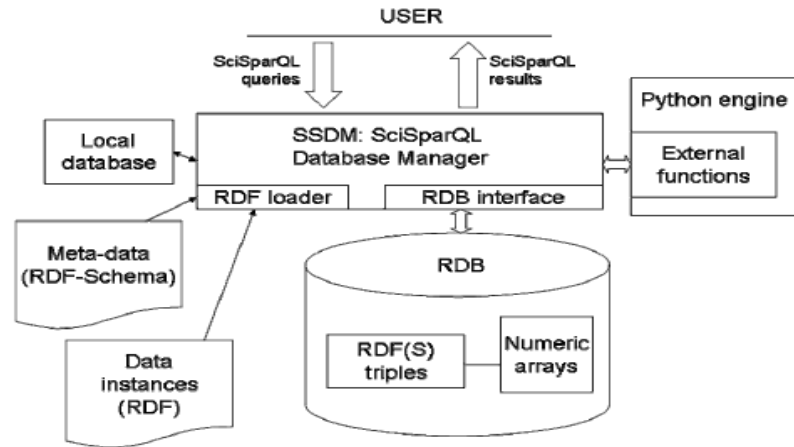 USER
SciSparQL
queries
SciSparQL
results
Python engine
External
functions
Local
database
SSDM: SciSparQL
Database Manager
RDF loader
RDB interface
Meta-data
(RDF-Schema)
Data
instances
(RDF)
RDB
RDF(S)
triples
Numeric
arrays